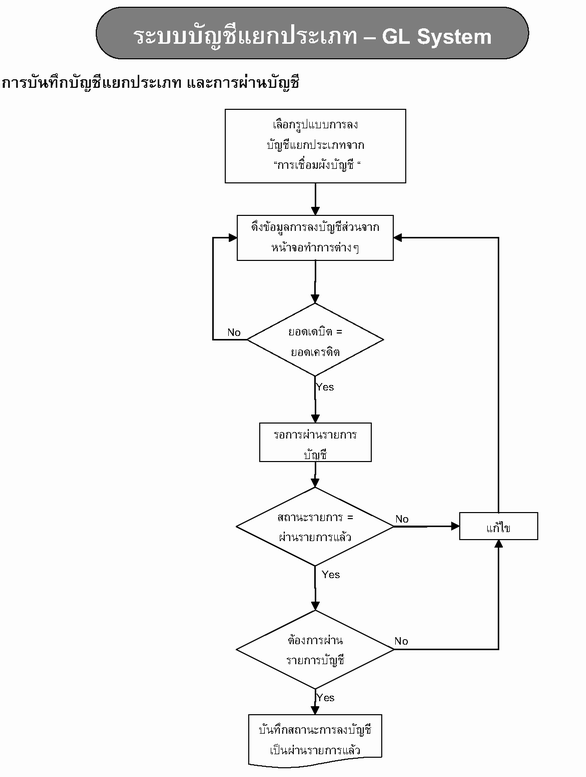 ระบบบัญชีแยกประเภท – GL System
การบันทึกบัญชีแยกประเภท และการผ่านบัญชี
เลือกรูปแบบการลง
บัญชีแยกประเภทจาก
"การเชื่อมผังบัญชี "
ดึงข้อมูลการลงบัญชีส่วนจาก
หน้าจอทำการต่างๆ
ยอดเดบิต =
ยอดเครดิต
No
Yes
รอการผ่านรายการ
บัญชี
สถานะรายการ =
ผ่านรายการแล้ว
No
แก้ไข
Yes
ต้องการผ่าน
รายการบัญชี
No
Yes
บันทึกสถานะการลงบัญชี
เป็นผ่านรายการแล้ว